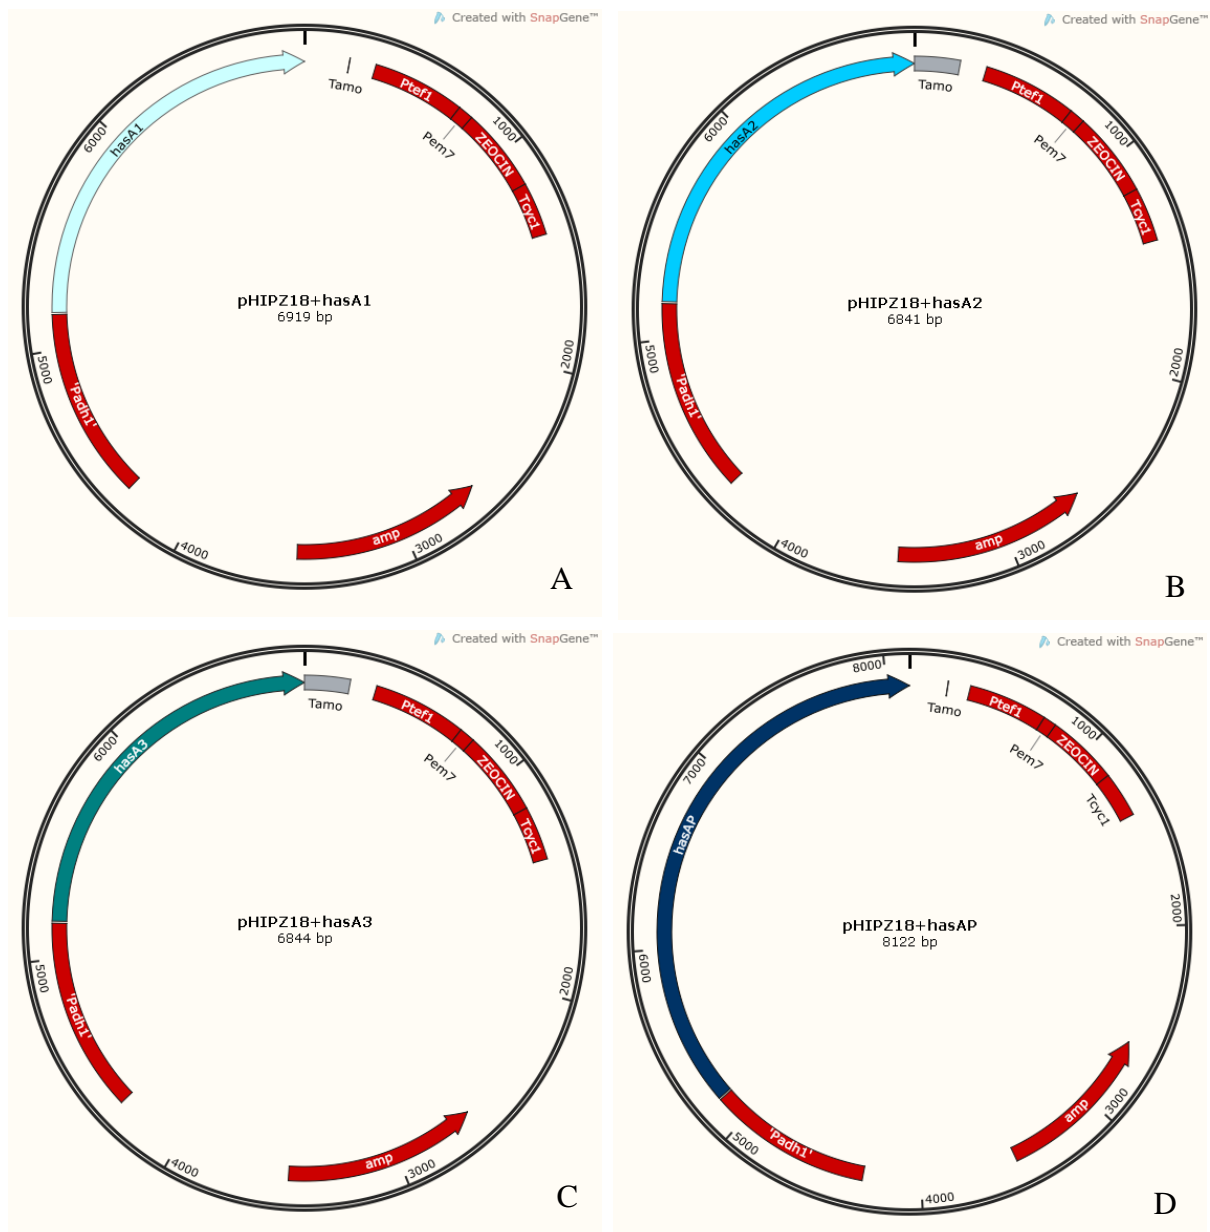 Created with SnapGene™
Tamo
Ptef1
Pem7
ZEOCIN
Tcyc1
1000
2000
3000
4000
5000
6000
hasA1
'Padh1'
amp
pHIPZ18+hasA1
6919 bp
A
Created with SnapGene™
Tamo
Ptef1
Pem7
ZEOCIN
Tcyc1
1000
2000
3000
4000
5000
6000
hasA2
'Padh1'
amp
pHIPZ18+hasA2
6841 bp
B
Created with SnapGene™
Tamo
Ptef1
Pem7
ZEOCIN
Tcyc1
1000
2000
3000
4000
5000
6000
hasA3
'Padh1'
amp
pHIPZ18+hasA3
6844 bp
C
Created with SnapGene™
8000
Tamo
Ptef1
Pem7
ZEOCIN
Tcyc1
1000
2000
3000
4000
5000
6000
7000
hasAP
'Padh1'
amp
pHIPZ18+hasAP
8122 bp
D